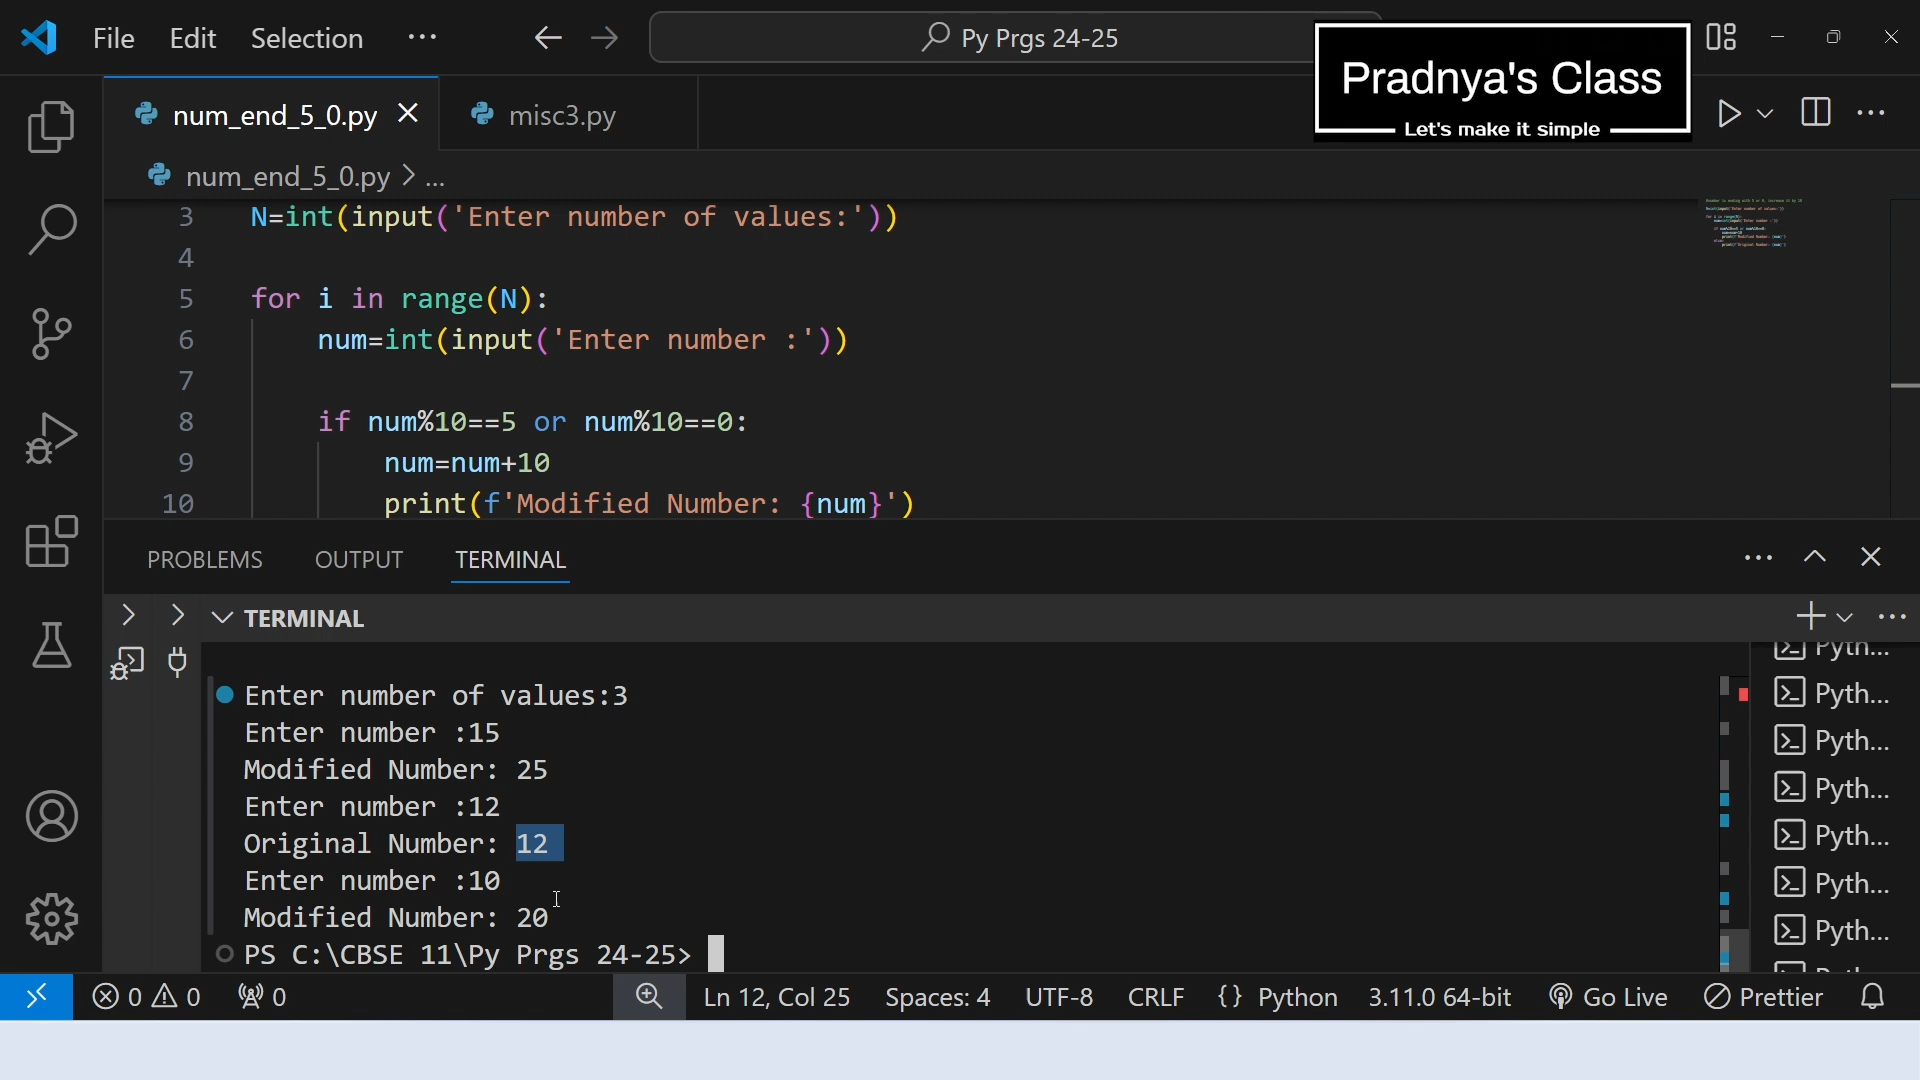 File Edit Selection ···
Py Prgs 24-25
Pradnya's Class
Let's make it simple
num_end_5_0.py misc3.py
num_end_5_0.py > ...
3 N=int(input('Enter number of values:'))
4
5 for i in range(N):
6 num=int(input('Enter number :'))
7
8 if num%10==5 or num%10==0:
9 num=num+10
10 print(f'Modified Number: {num}')
PROBLEMS OUTPUT TERMINAL
TERMINAL
Enter number of values:3
Enter number :15
Modified Number: 25
Enter number :12
Original Number: 12
Enter number :10
Modified Number: 20
PS C:\CBSE 11\Py Prgs 24-25>
Pyth...
Pyth...
Pyth...
Pyth...
Pyth...
Pyth...
Pyth...
0 0 0 Ln 12, Col 25 Spaces: 4 UTF-8 CRLF {} Python 3.11.0 64-bit Go Live Prettier